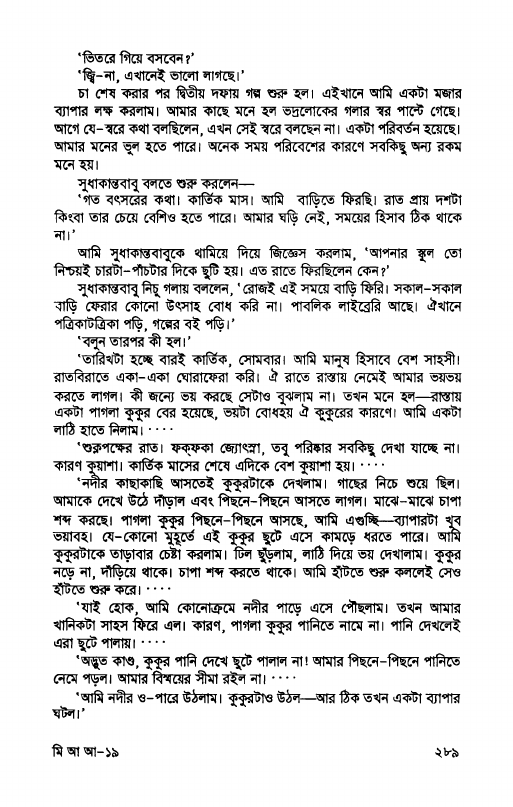 ‘ভিতরে গিয়ে বসবেন?’
‘জ্বি-না, এখানেই ভালো লাগছে।’
চা শেষ করার পর দ্বিতীয় দফায় গল্প শুরু হল। এইখানে আমি একটা মজার
ব্যাপার লক্ষ করলাম। আমার কাছে মনে হল ভদ্রলোকের গলার স্বর পাল্টে গেছে।
আগে যে-স্বরে কথা বলছিলেন, এখন সেই স্বরে বলছেন না। একটা পরিবর্তন হয়েছে।
আমার মনের ভুল হতে পারে। অনেক সময় পরিবেশের কারণে সবকিছু অন্য রকম
মনে হয়।
সুধাকান্তবাবু বলতে শুরু করলেন—
‘গত বৎসরের কথা। কার্তিক মাস। আমি বাড়িতে ফিরছি। রাত প্রায় দশটা
কিংবা তার চেয়ে বেশিও হতে পারে। আমার ঘড়ি নেই, সময়ের হিসাব ঠিক থাকে
না।’
আমি সুধাকান্তবাবুকে থামিয়ে দিয়ে জিজ্ঞেস করলাম, ‘আপনার স্কুল তো
নিশ্চয়ই চারটা-পাঁচটার দিকে ছুটি হয়। এত রাতে ফিরছিলেন কেন?’
সুধাকান্তবাবু নিচু গলায় বললেন, ‘রোজই এই সময়ে বাড়ি ফিরি। সকাল-সকাল
বাড়ি ফেরার কোনো উৎসাহ বোধ করি না। পাবলিক লাইব্রেরি আছে। ঐখানে
পত্রিকাটত্রিকা পড়ি, গল্পের বই পড়ি।’
‘বলুন তারপর কী হল।’
‘তারিখটা হচ্ছে বারই কার্তিক, সোমবার। আমি মানুষ হিসাবে বেশ সাহসী।
রাতবিরাতে একা-একা ঘোরাফেরা করি। ঐ রাতে রাস্তায় নেমেই আমার ভয়ভয়
করতে লাগল। কী জন্যে ভয় করছে সেটাও বুঝলাম না। তখন মনে হল—রাস্তায়
একটা পাগলা কুকুর বের হয়েছে, ভয়টা বোধহয় ঐ কুকুরের কারণে। আমি একটা
লাঠি হাতে নিলাম। ····
‘শুক্লপক্ষের রাত। ফক্‌ফকা জ্যোৎস্না, তবু পরিষ্কার সবকিছু দেখা যাচ্ছে না।
কারণ কুয়াশা। কার্তিক মাসের শেষে এদিকে বেশ কুয়াশা হয়। ····
‘নদীর কাছাকাছি আসতেই কুকুরটাকে দেখলাম। গাছের নিচে শুয়ে ছিল।
আমাকে দেখে উঠে দাঁড়াল এবং পিছনে-পিছনে আসতে লাগল। মাঝে-মাঝে চাপা
শব্দ করছে। পাগলা কুকুর পিছনে-পিছনে আসছে, আমি এগুচ্ছি—ব্যাপারটা খুব
ভয়াবহ। যে-কোনো মুহূর্তে এই কুকুর ছুটে এসে কামড়ে ধরতে পারে। আমি
কুকুরটাকে তাড়াবার চেষ্টা করলাম। ঢিল ছুঁড়লাম, লাঠি দিয়ে ভয় দেখালাম। কুকুর
নড়ে না, দাঁড়িয়ে থাকে। চাপা শব্দ করতে থাকে। আমি হাঁটতে শুরু করলেই সেও
হাঁটতে শুরু করে। ····
‘যাই হোক, আমি কোনোক্রমে নদীর পাড়ে এসে পৌঁছলাম। তখন আমার
খানিকটা সাহস ফিরে এল। কারণ, পাগলা কুকুর পানিতে নামে না। পানি দেখলেই
এরা ছুটে পালায়। ····
‘অদ্ভুত কাণ্ড, কুকুর পানি দেখে ছুটে পালাল না! আমার পিছনে-পিছনে পানিতে
নেমে পড়ল। আমার বিস্ময়ের সীমা রইল না। ····
‘আমি নদীর ও-পারে উঠলাম। কুকুরটাও উঠল—আর ঠিক তখন একটা ব্যাপার
ঘটল।’
মি আ আ-১৯
২৮৯